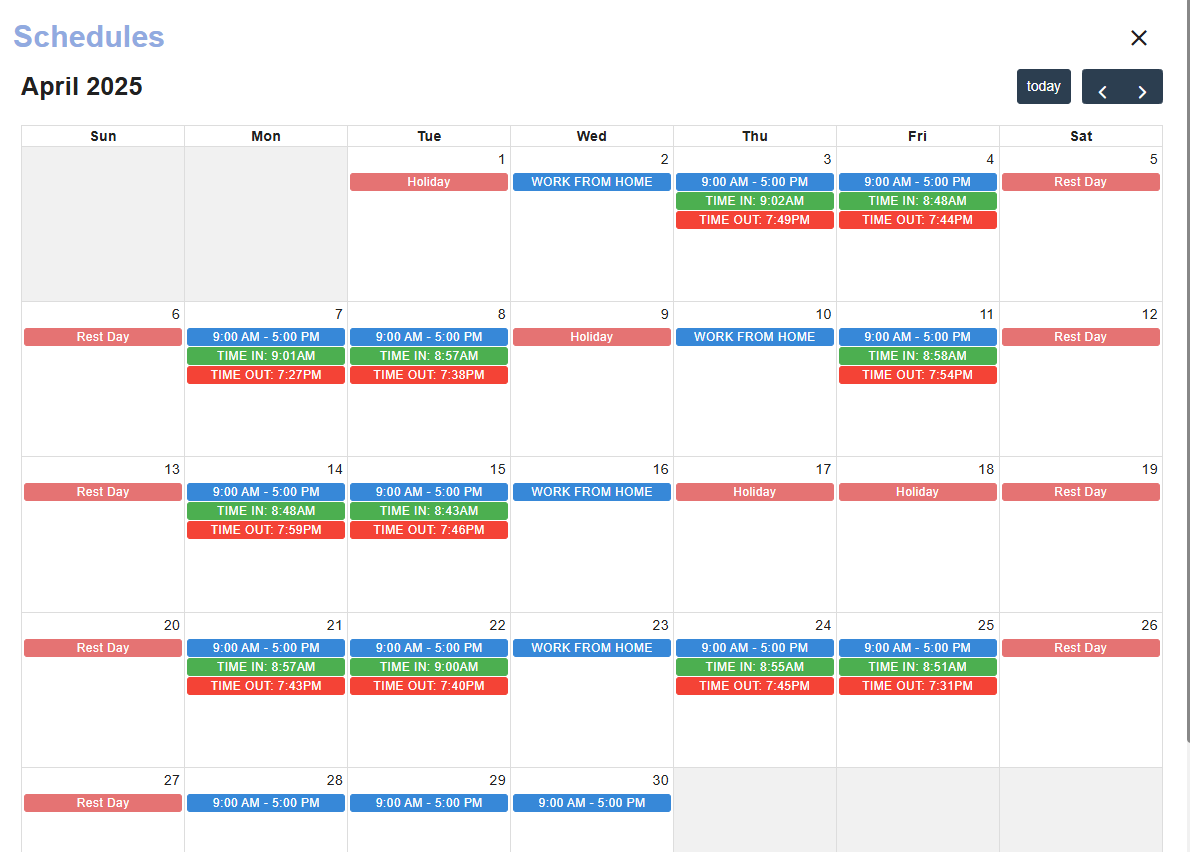 Schedules
April 2025
today
Sun Mon Tue Wed Thu Fri Sat
1 2 3 4 5
Holiday WORK FROM HOME 9:00 AM - 5:00 PM 9:00 AM - 5:00 PM Rest Day
TIME IN: 9:02AM TIME IN: 8:48AM
TIME OUT: 7:49PM TIME OUT: 7:44PM
6 7 8 9 10 11 12
Rest Day 9:00 AM - 5:00 PM 9:00 AM - 5:00 PM Holiday WORK FROM HOME 9:00 AM - 5:00 PM Rest Day
TIME IN: 9:01AM TIME IN: 8:57AM TIME IN: 8:58AM
TIME OUT: 7:27PM TIME OUT: 7:38PM TIME OUT: 7:54PM
13 14 15 16 17 18 19
Rest Day 9:00 AM - 5:00 PM 9:00 AM - 5:00 PM WORK FROM HOME Holiday Holiday Rest Day
TIME IN: 8:48AM TIME IN: 8:43AM
TIME OUT: 7:59PM TIME OUT: 7:46PM
20 21 22 23 24 25 26
Rest Day 9:00 AM - 5:00 PM 9:00 AM - 5:00 PM WORK FROM HOME 9:00 AM - 5:00 PM 9:00 AM - 5:00 PM Rest Day
TIME IN: 8:57AM TIME IN: 9:00AM TIME IN: 8:55AM TIME IN: 8:51AM
TIME OUT: 7:43PM TIME OUT: 7:40PM TIME OUT: 7:45PM TIME OUT: 7:31PM
27 28 29 30
Rest Day 9:00 AM - 5:00 PM 9:00 AM - 5:00 PM 9:00 AM - 5:00 PM